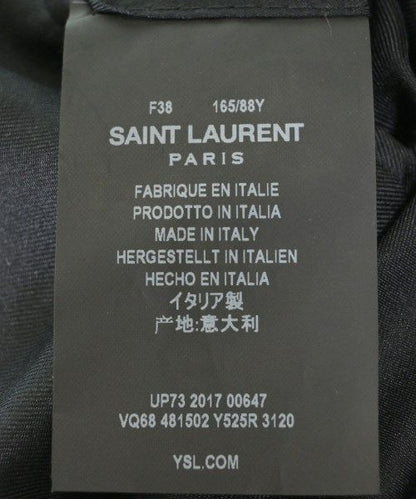 F38 165/88Y
SAINT LAURENT
PARIS
FABRIQUE EN ITALIE
PRODOTTO IN ITALIA
MADE IN ITALY
HERGESTELLT IN ITALIEN
HECHO EN ITALIA
イタリア製
产地:意大利
UP73 2017 00647
VQ68 481502 Y525R 3120
YSL.COM